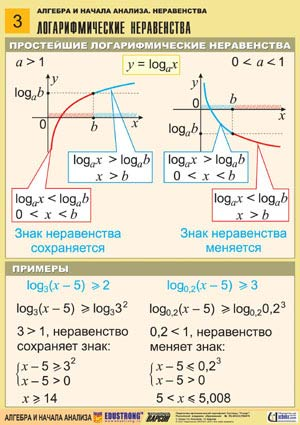 3
АЛГЕБРА И НАЧАЛА АНАЛИЗА. НЕРАВЕНСТВА
ЛОГАРИФМИЧЕСКИЕ НЕРАВЕНСТВА
ПРОСТЕЙШИЕ ЛОГАРИФМИЧЕСКИЕ НЕРАВЕНСТВА
a > 1
y = logₐx
0 < a < 1
y
logₐb
0
b
x
logₐx > logₐb
x > b
logₐx < logₐb
0 < x < b
Знак неравенства
сохраняется
y
logₐb
0
b
x
logₐx > logₐb
0 < x < b
logₐx < logₐb
x > b
Знак неравенства
меняется
ПРИМЕРЫ
log₃(x − 5) ⩾ 2
log₃(x − 5) ⩾ log₃3²
3 > 1, неравенство
сохраняет знак:
x − 5 ⩾ 3²
x − 5 > 0
x ⩾ 14
log₀,₂(x − 5) ⩾ 3
log₀,₂(x − 5) ⩾ log₀,₂0,2³
0,2 < 1, неравенство
меняет знак:
x − 5 ⩽ 0,2³
x − 5 > 0
5 < x ⩽ 5,008
АЛГЕБРА И НАЧАЛА АНАЛИЗА
EDUSTRONG
ВАРСОН